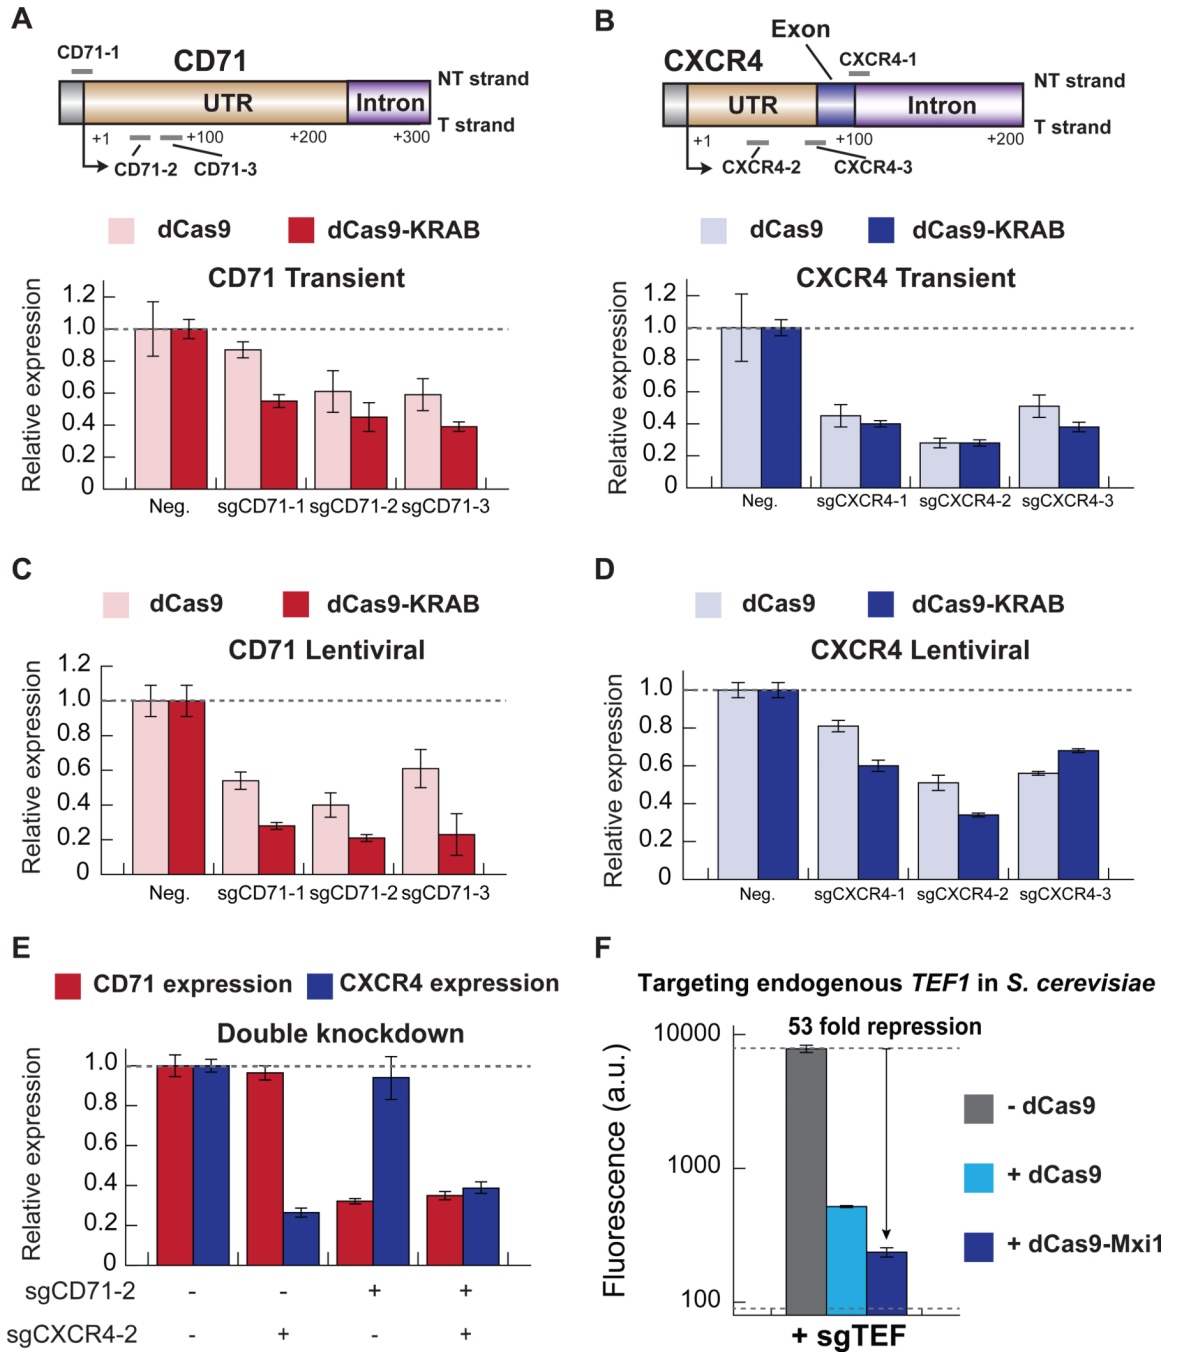 A
CD71-1
CD71
NT strand
UTR
Intron
T strand
+1
+100
+200
+300
CD71-2
CD71-3
dCas9
dCas9-KRAB
CD71 Transient
Relative expression
1.2
1.0
0.8
0.6
0.4
0.2
0
Neg.
sgCD71-1
sgCD71-2
sgCD71-3
B
Exon
CXCR4
CXCR4-1
NT strand
UTR
Intron
T strand
+1
+100
+200
CXCR4-2
CXCR4-3
dCas9
dCas9-KRAB
CXCR4 Transient
Relative expression
1.2
1.0
0.8
0.6
0.4
0.2
0
Neg.
sgCXCR4-1
sgCXCR4-2
sgCXCR4-3
C
dCas9
dCas9-KRAB
CD71 Lentiviral
Relative expression
1.2
1.0
0.6
0.4
0.2
0
Neg.
sgCD71-1
sgCD71-2
sgCD71-3
D
dCas9
dCas9-KRAB
CXCR4 Lentiviral
Relative expression
1.0
0.8
0.6
0.4
0.2
0
Neg.
sgCXCR4-1
sgCXCR4-2
sgCXCR4-3
E
CD71 expression
CXCR4 expression
Double knockdown
Relative expression
1.0
0.8
0.6
0.4
0.2
0
sgCD71-2
- - + +
sgCXCR4-2
- + - +
F
Targeting endogenous TEF1 in S. cerevisiae
53 fold repression
Fluorescence (a.u.)
10000
1000
100
- dCas9
+ dCas9
+ dCas9-Mxi1
+ sgTEF